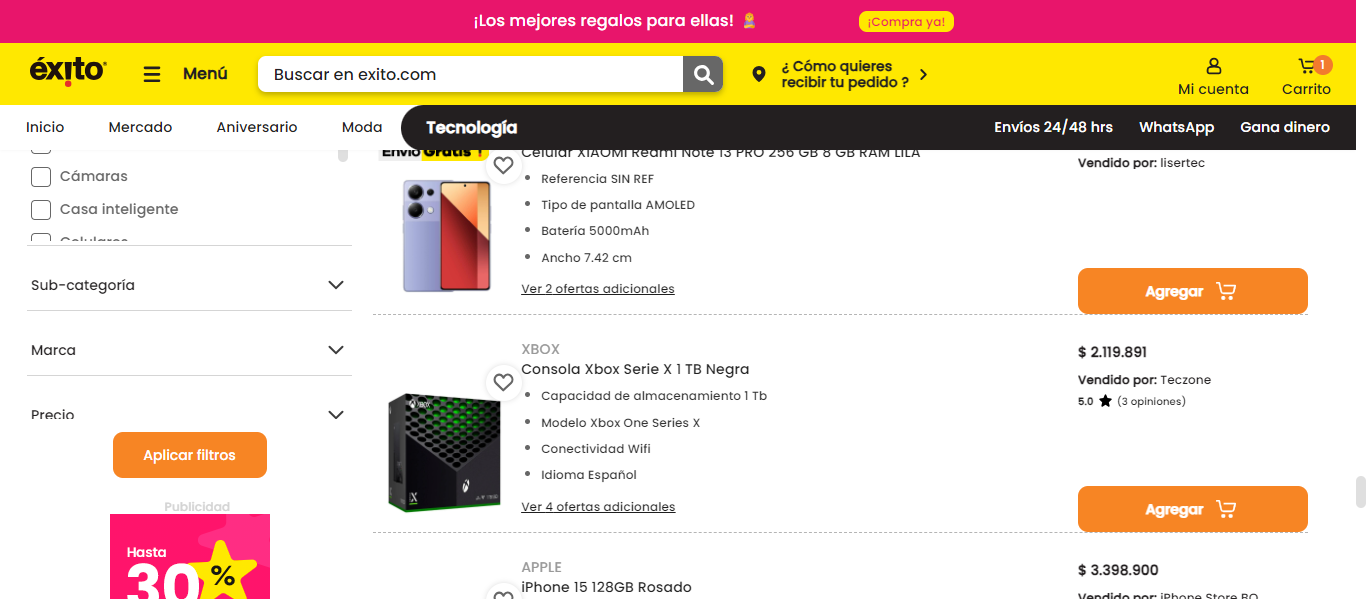 ¡Los mejores regalos para ellas!
¡Compra ya!
éxito
Menú
Buscar en exito.com
¿ Cómo quieres
recibir tu pedido ?
Mi cuenta
1
Carrito
Inicio
Mercado
Aniversario
Moda
Tecnología
Envíos 24/48 hrs
WhatsApp
Gana dinero
Cámaras
Casa inteligente
Celulares
Sub-categoría
Marca
Precio
Aplicar filtros
Publicidad
Hasta
30 %
Envío Gratis !
Celular XIAOMI Redmi Note 13 PRO 256 GB 8 GB RAM LILA
Referencia SIN REF
Tipo de pantalla AMOLED
Batería 5000mAh
Ancho 7.42 cm
Ver 2 ofertas adicionales
Vendido por: lisertec
Agregar
XBOX
Consola Xbox Serie X 1 TB Negra
Capacidad de almacenamiento 1 Tb
Modelo Xbox One Series X
Conectividad Wifi
Idioma Español
Ver 4 ofertas adicionales
XBOX
$ 2.119.891
Vendido por: Teczone
5.0 (3 opiniones)
Agregar
APPLE
iPhone 15 128GB Rosado
$ 3.398.900
Vendido por: iPhone Store BO